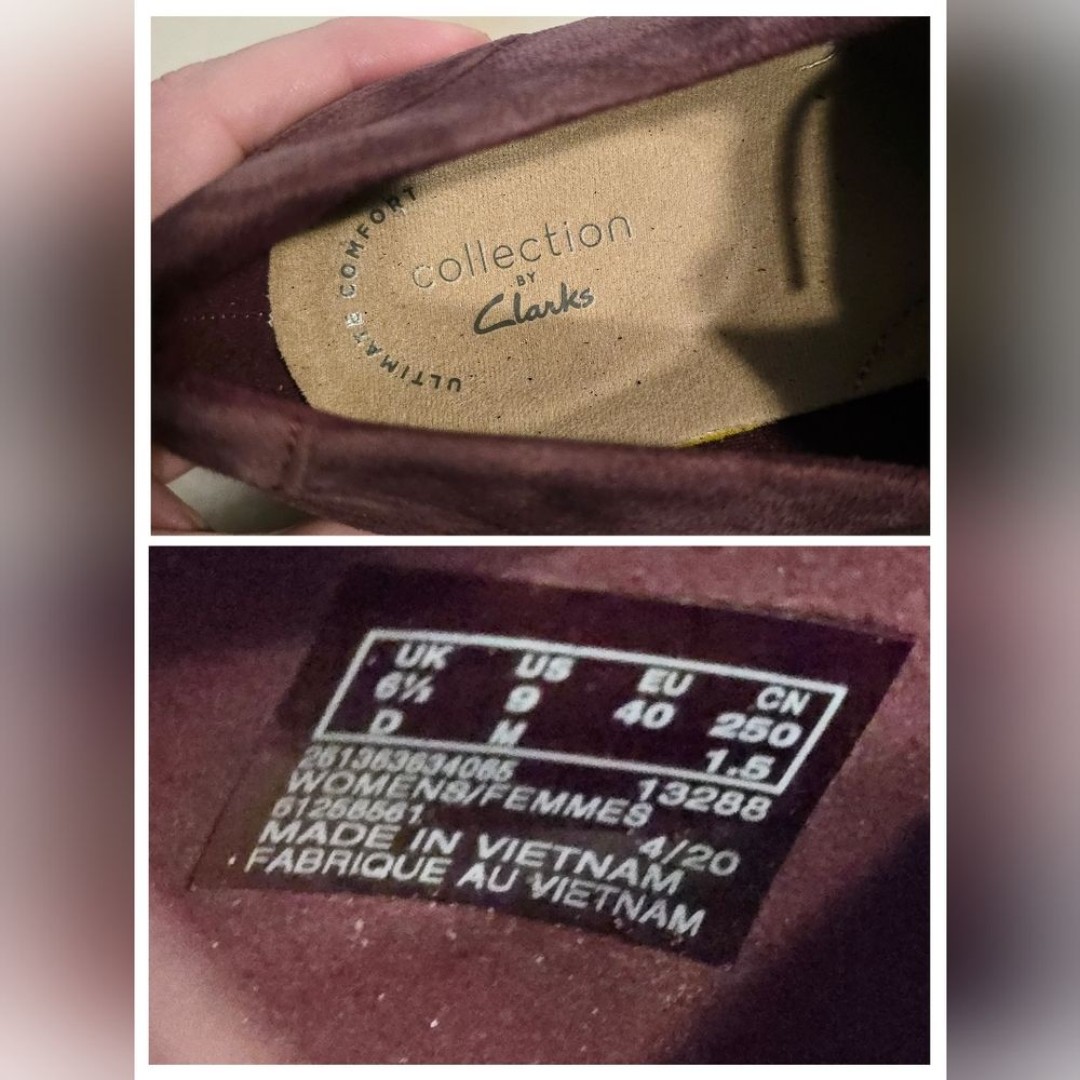 ULTIMATE COMFORT
collection
BY
Clarks
UK US EU CN
6½ 9 40 250
D M 1.5
261363634065 13288
WOMENS/FEMMES
61258561 4/20
MADE IN VIETNAM
FABRIQUE AU VIETNAM